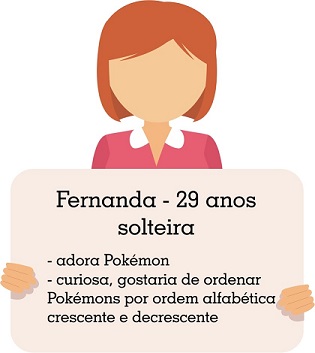 Fernanda - 29 anos
solteira
- adora Pokémon
- curiosa, gostaria de ordenar
Pokémons por ordem alfabética
crescente e decrescente